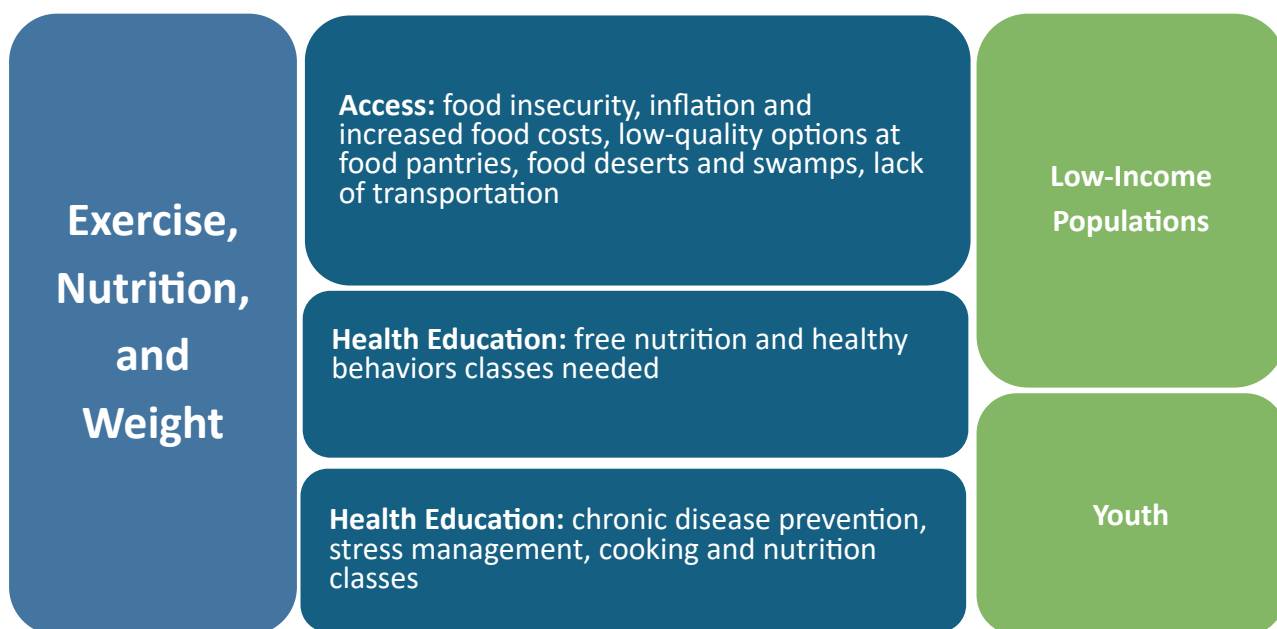 Exercise,
Nutrition,
and
Weight
Access: food insecurity, inflation and
increased food costs, low-quality options at
food pantries, food deserts and swamps, lack
of transportation
Health Education: free nutrition and healthy
behaviors classes needed
Health Education: chronic disease prevention,
stress management, cooking and nutrition
classes
Low-Income
Populations
Youth